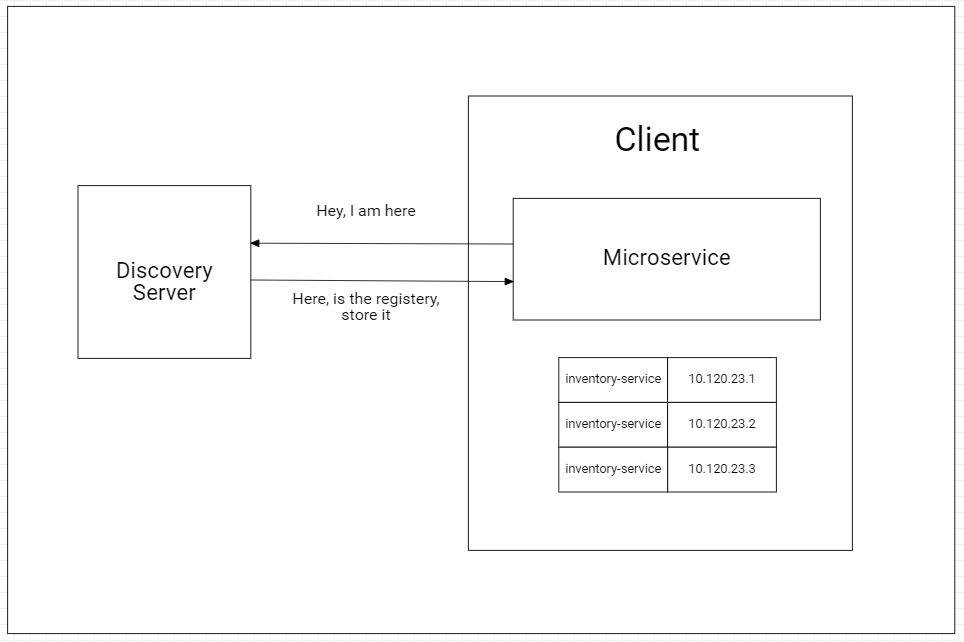 Client
Hey, I am here
Microservice
Discovery
Server
Here, is the registery,
store it
inventory-service 10.120.23.1
inventory-service 10.120.23.2
inventory-service 10.120.23.3